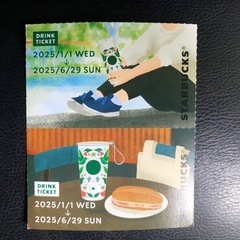 DRINK
TICKET
2025/1/1 WED
→
2025/6/29 SUN
STARBUCKS®
DRINK
TICKET
2025/1/1 WED
→
2025/6/29 SUN
UCKS®